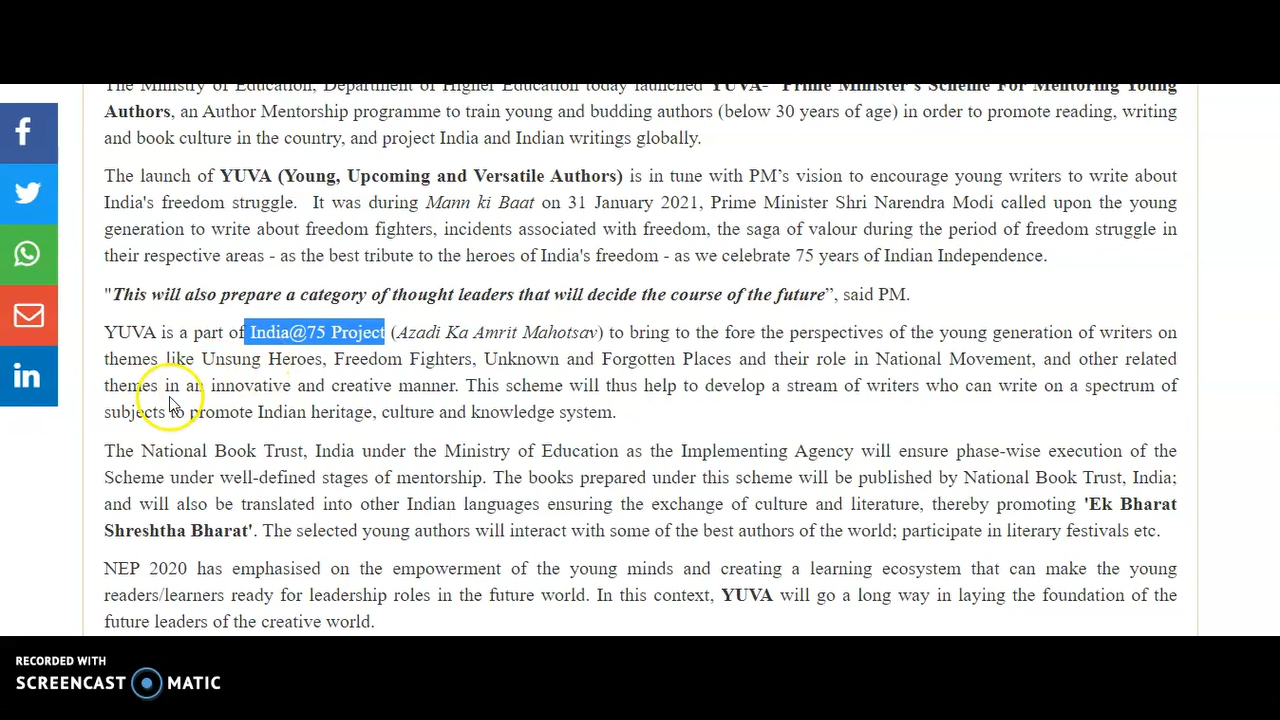 The Ministry of Education, Department of Higher Education today launched YUVA- Prime Minister's Scheme For Mentoring Young
Authors, an Author Mentorship programme to train young and budding authors (below 30 years of age) in order to promote reading, writing
and book culture in the country, and project India and Indian writings globally.
The launch of YUVA (Young, Upcoming and Versatile Authors) is in tune with PM's vision to encourage young writers to write about
India's freedom struggle. It was during Mann ki Baat on 31 January 2021, Prime Minister Shri Narendra Modi called upon the young
generation to write about freedom fighters, incidents associated with freedom, the saga of valour during the period of freedom struggle in
their respective areas - as the best tribute to the heroes of India's freedom - as we celebrate 75 years of Indian Independence.
"This will also prepare a category of thought leaders that will decide the course of the future”, said PM.
YUVA is a part of India@75 Project (Azadi Ka Amrit Mahotsav) to bring to the fore the perspectives of the young generation of writers on
themes like Unsung Heroes, Freedom Fighters, Unknown and Forgotten Places and their role in National Movement, and other related
themes in an innovative and creative manner. This scheme will thus help to develop a stream of writers who can write on a spectrum of
subjects to promote Indian heritage, culture and knowledge system.
The National Book Trust, India under the Ministry of Education as the Implementing Agency will ensure phase-wise execution of the
Scheme under well-defined stages of mentorship. The books prepared under this scheme will be published by National Book Trust, India;
and will also be translated into other Indian languages ensuring the exchange of culture and literature, thereby promoting 'Ek Bharat
Shreshtha Bharat'. The selected young authors will interact with some of the best authors of the world; participate in literary festivals etc.
NEP 2020 has emphasised on the empowerment of the young minds and creating a learning ecosystem that can make the young
readers/learners ready for leadership roles in the future world. In this context, YUVA will go a long way in laying the foundation of the
future leaders of the creative world.
RECORDED WITH
SCREENCAST MATIC